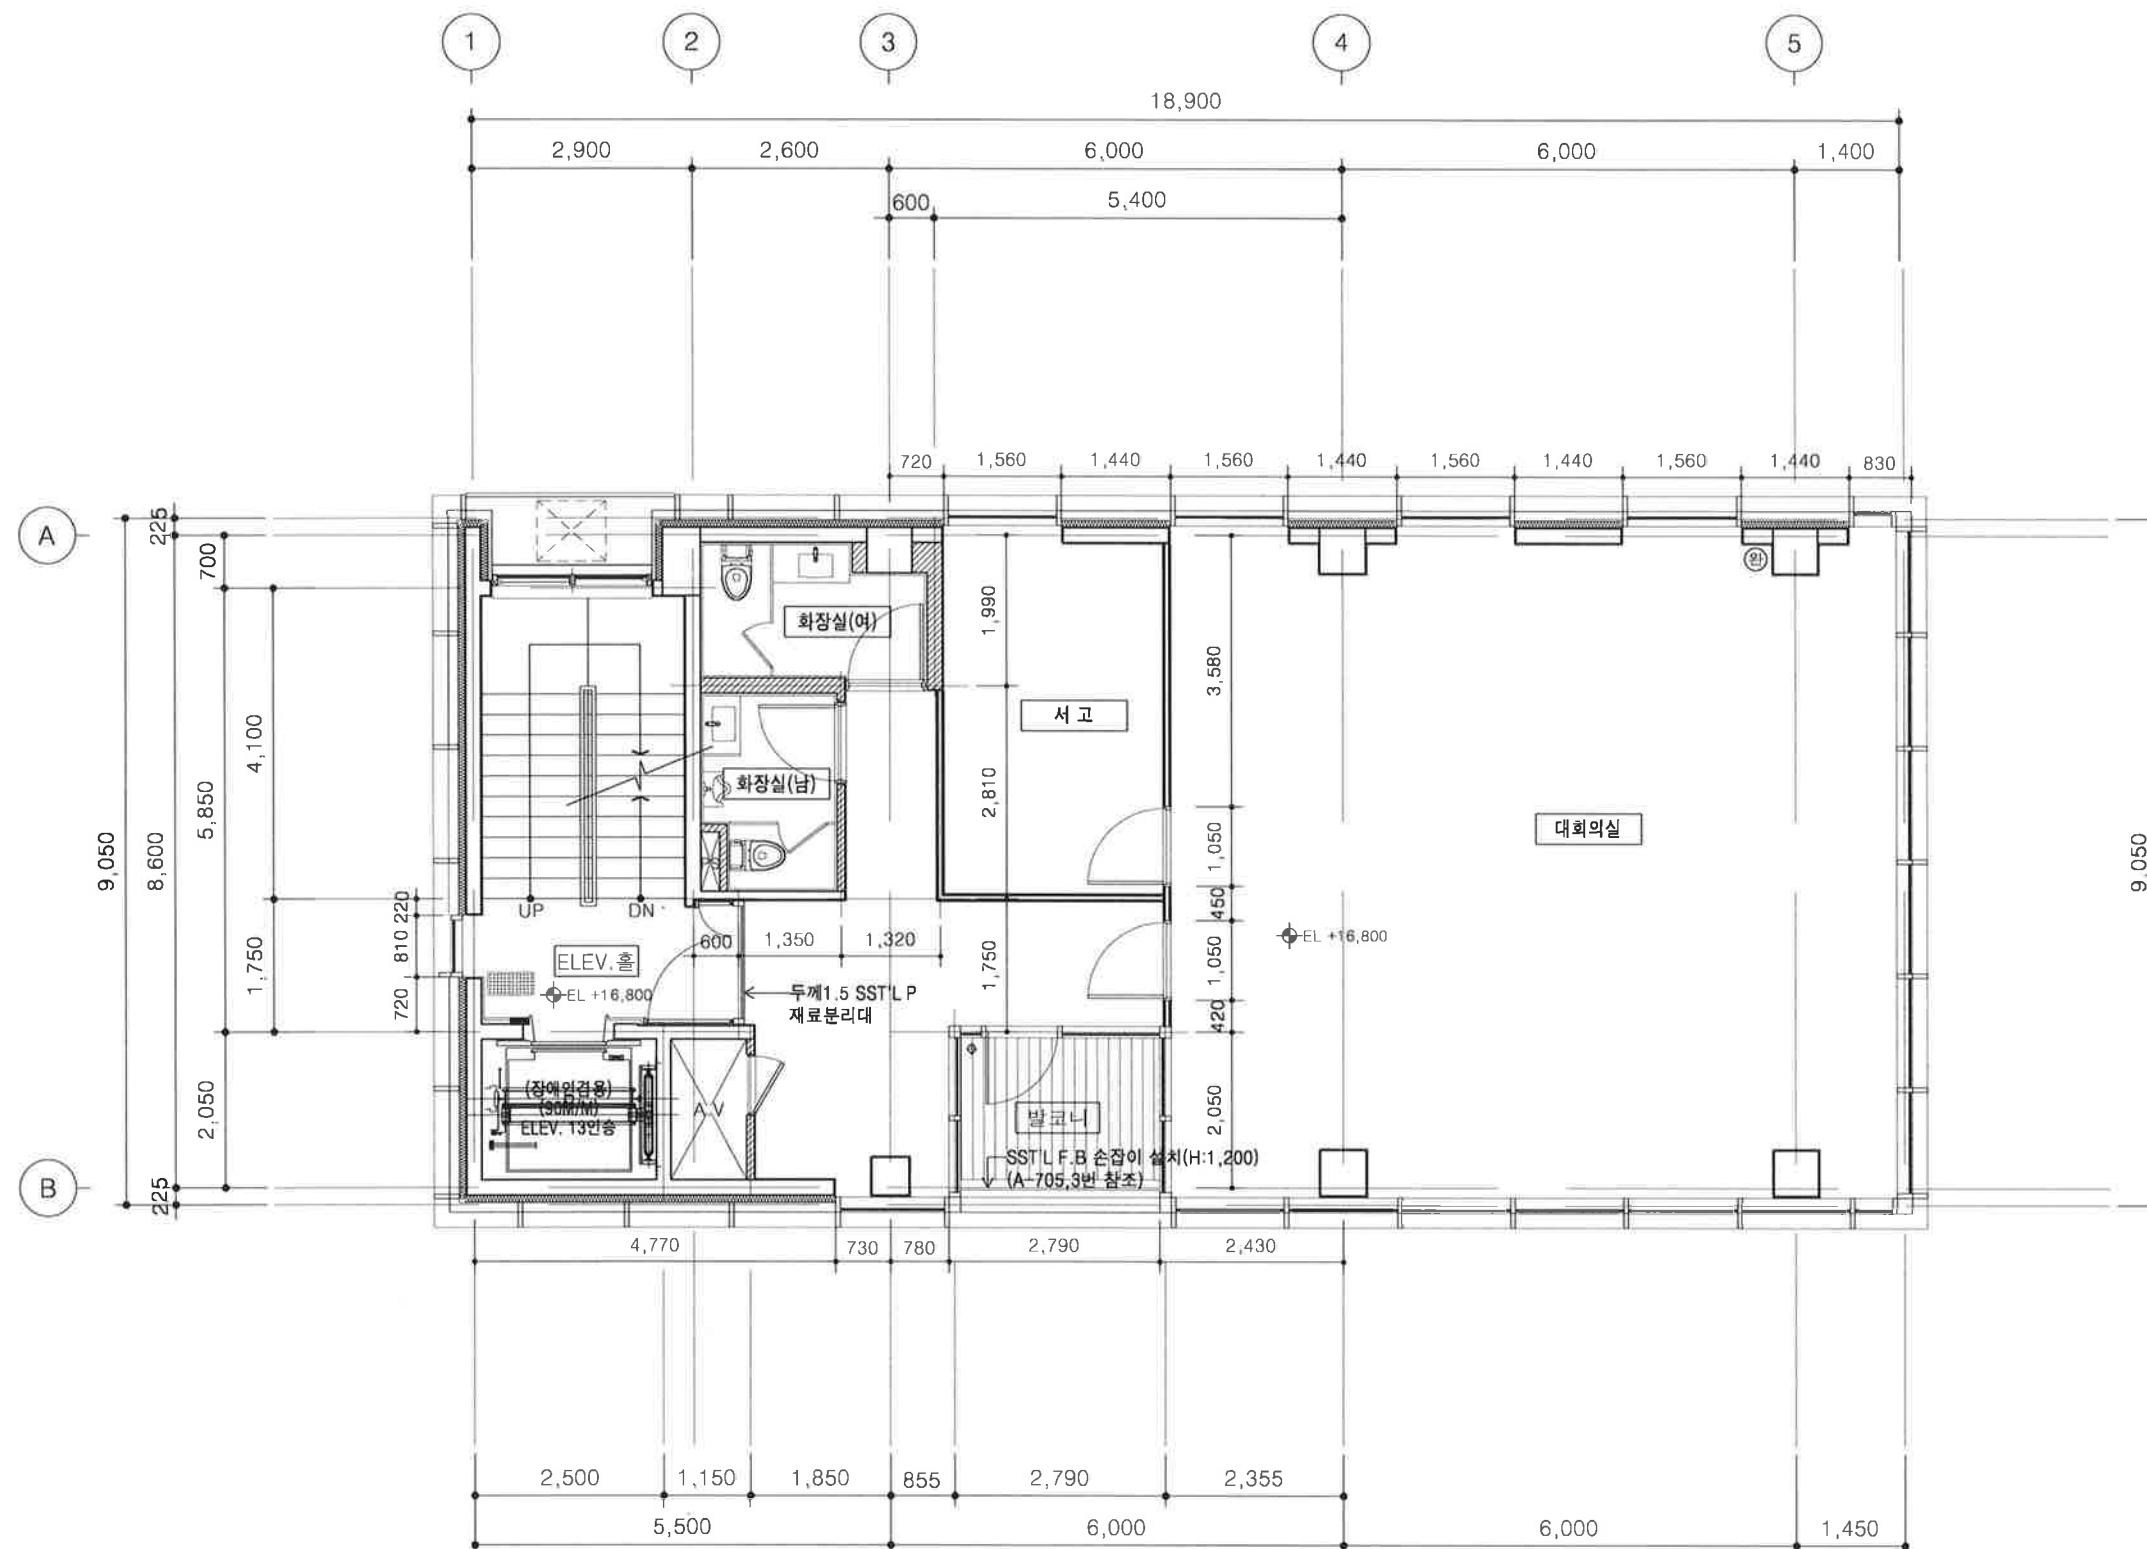 1 2 3 4 5
18,900
2,900 2,600 6,000 6,000 1,400
600 5,400
720 1,560 1,440 1,560 1,440 1,560 1,440 1,560 1,440 830
A
225
700
화장실(여)
완
1,990
3,580
서 고
4,100
5,850
화장실(남)
2,810
대회의실
9,050
8,600
1,050
9,050
220
UP DN
450
810
600 1,350 1,320
EL +16,800
1,750
ELEV.홀
1,750
1,050
EL +16,800
720
두께1.5 SST'L P
재료분리대
420
2,050
(장애인겸용)
(90M/M)
ELEV. 13인승
A.V
발코니
2,050
SST'L F.B 손잡이 설치(H:1,200)
(A-705,3번 참조)
B
225
4,770 730 780 2,790 2,430
2,500 1,150 1,850 855 2,790 2,355
5,500 6,000 6,000 1,450